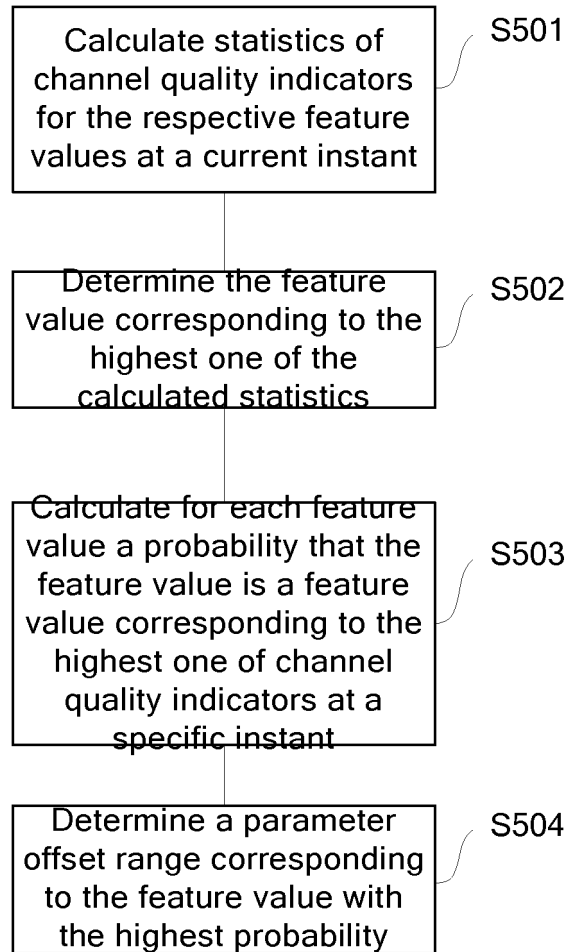 Calculate statistics of
channel quality indicators
for the respective feature
values at a current instant
S501
Determine the feature
value corresponding to the
highest one of the
calculated statistics
S502
Calculate for each feature
value a probability that the
feature value is a feature
value corresponding to the
highest one of channel
quality indicators at a
specific instant
S503
Determine a parameter
offset range corresponding
to the feature value with
the highest probability
S504